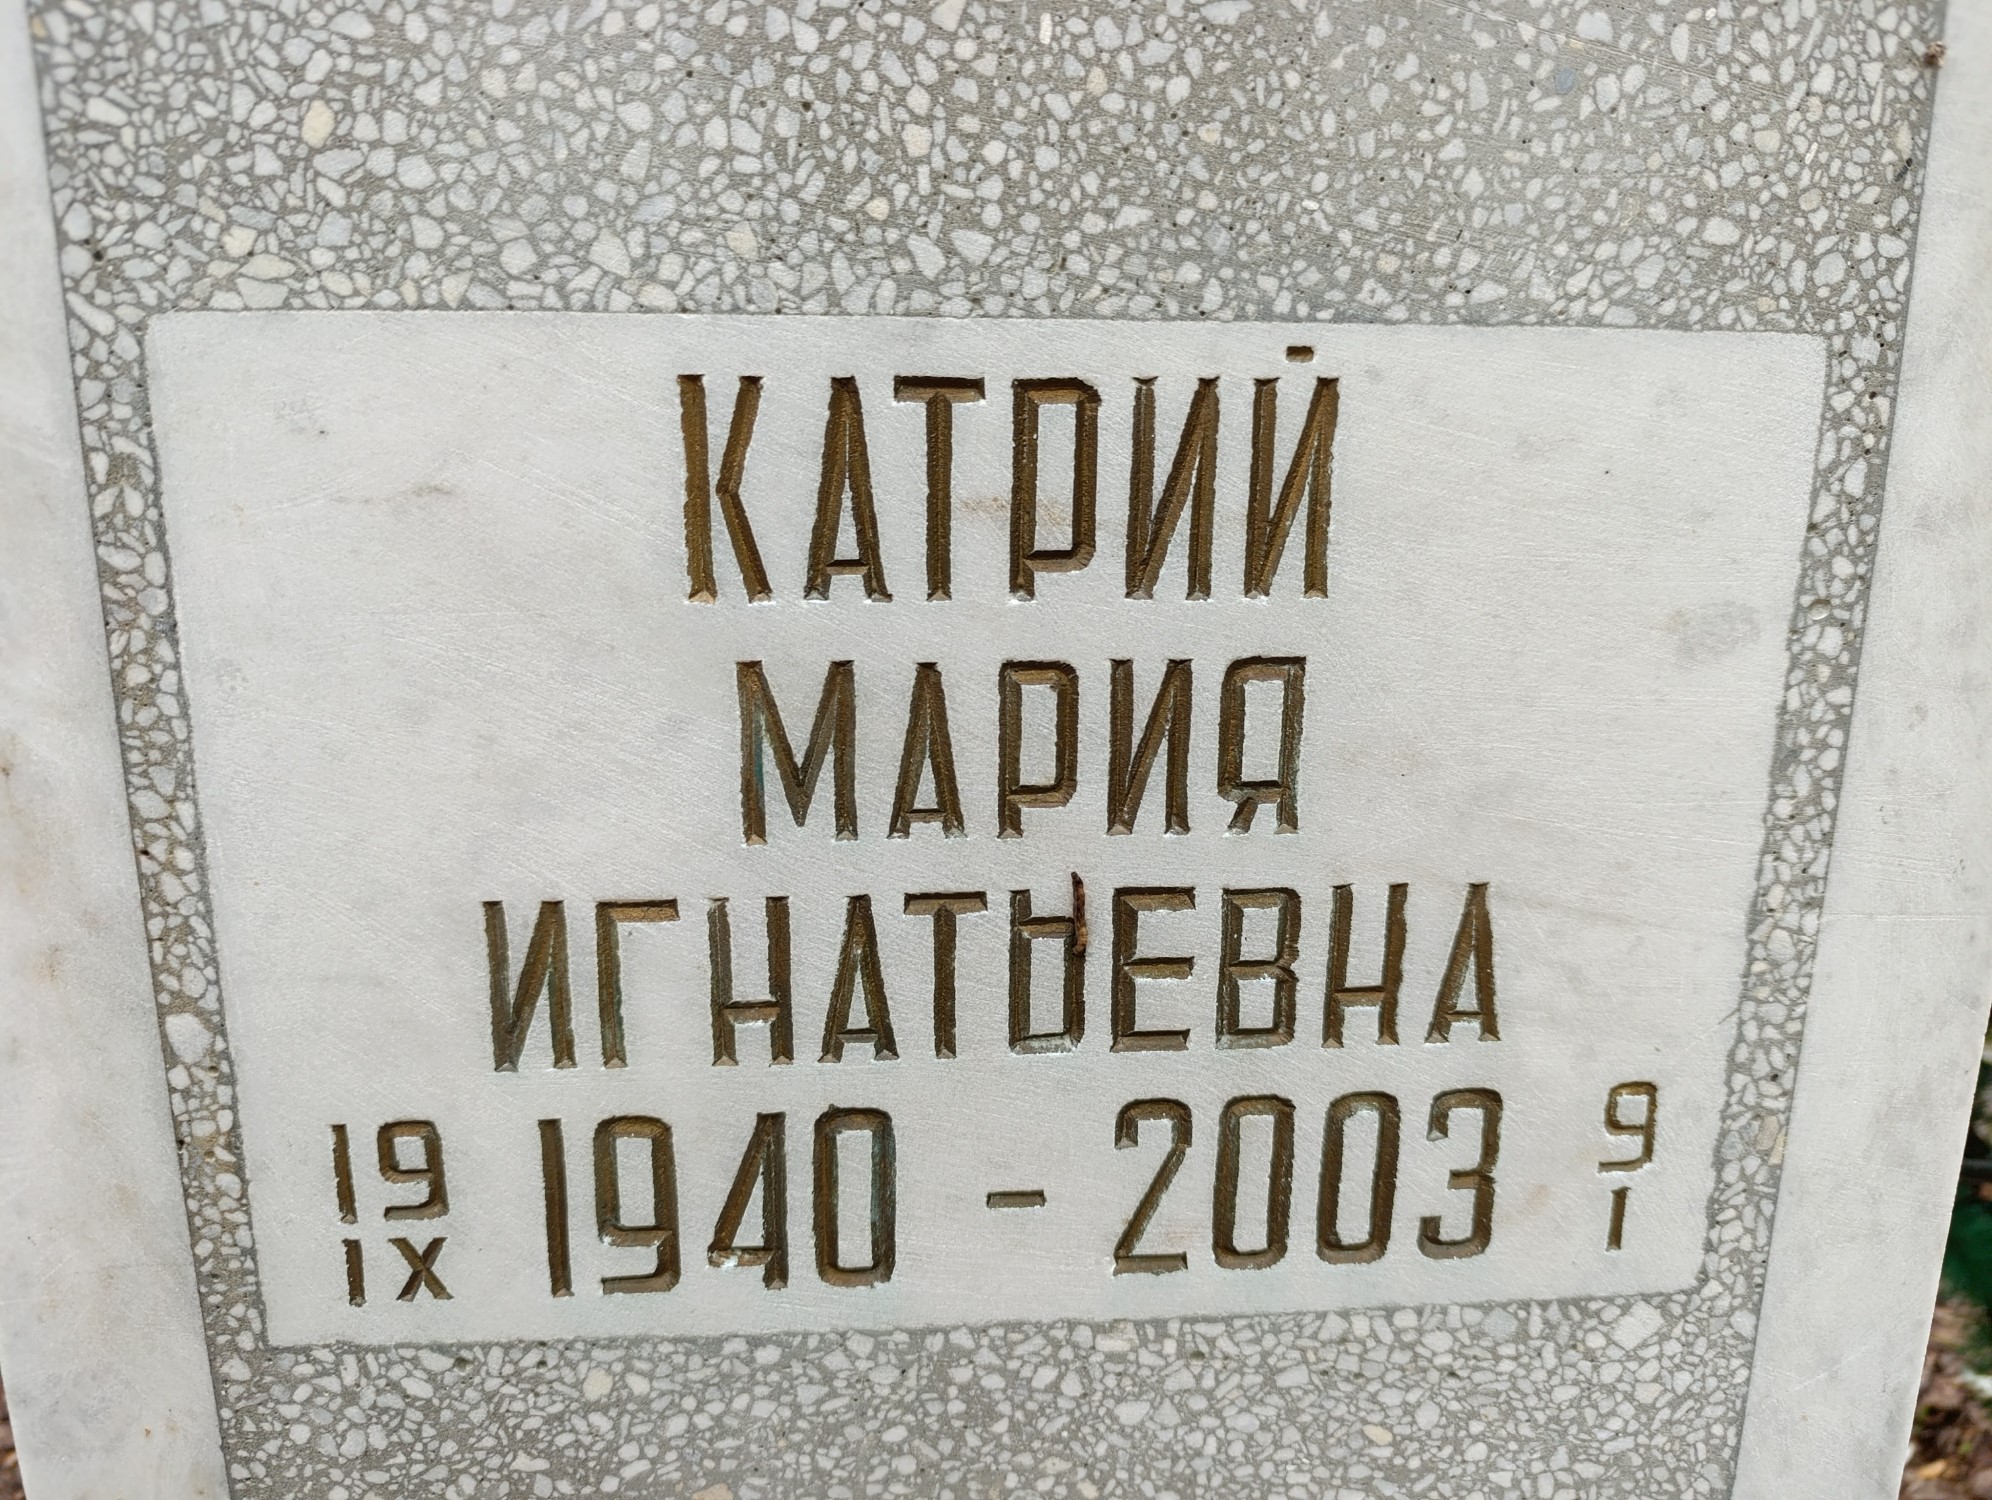 КАТРИЙ
МАРИЯ
ИГНАТЬЕВНА
19 IX 1940 - 2003 9 I